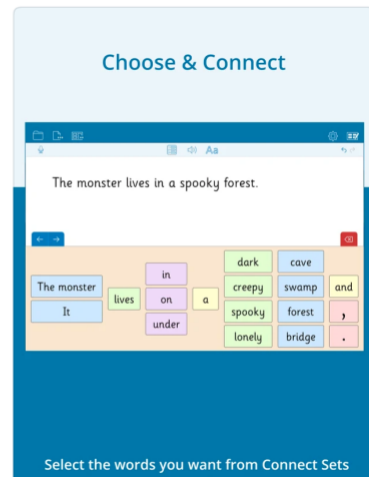 Choose & Connect
Aa
The monster lives in a spooky forest.
The monster
It
lives
in
on
under
a
dark
creepy
spooky
lonely
cave
swamp
forest
bridge
and
,
.
Select the words you want from Connect Sets